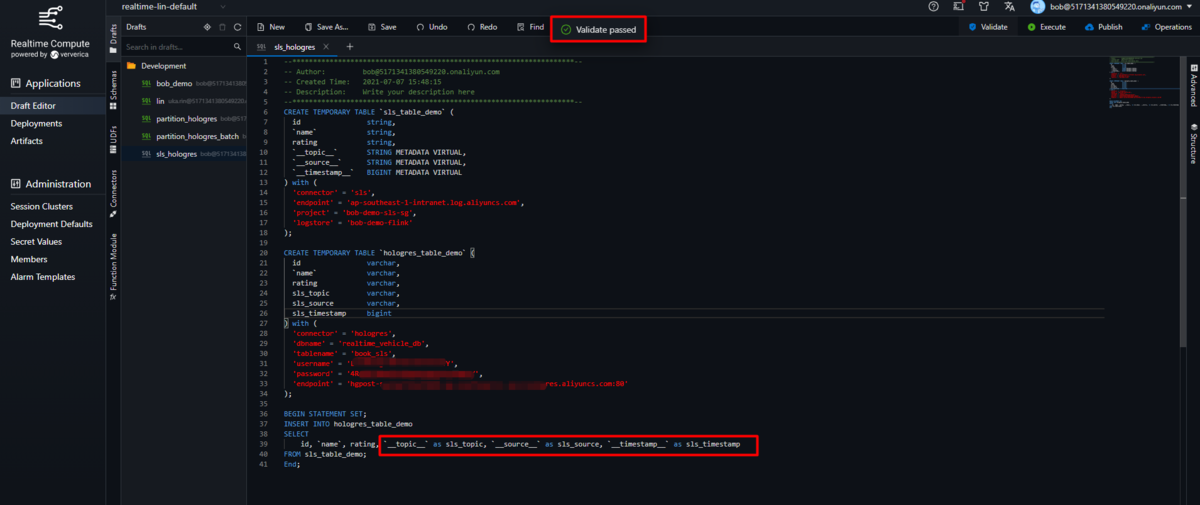 realtime-lin-default
bob@5171341380549220.onaliyun.com
Realtime Compute
powered by ververica
Applications
Draft Editor
Deployments
Artifacts
Administration
Session Clusters
Deployment Defaults
Secret Values
Members
Alarm Templates
Drafts
Schemas
UDFs
Connectors
Function Module
Drafts
Search in drafts...
Development
bob_demo bob@5171341380549220
lin
partition_hologres bob@5171341
partition_hologres_batch bob@517
sls_hologres bob@517134138
New
Save As...
Save
Undo
Redo
Find
Validate passed
Validate
Execute
Publish
Operations
sls_hologres
Advanced
Structure
1 --***************************************************************--
2 -- Author: bob@5171341380549220.onaliyun.com
3 -- Created Time: 2021-07-07 15:48:15
4 -- Description: Write your description here
5 --***************************************************************--
6 CREATE TEMPORARY TABLE `sls_table_demo` (
7 id string,
8 `name` string,
9 rating string,
10 `__topic__` STRING METADATA VIRTUAL,
11 `__source__` STRING METADATA VIRTUAL,
12 `__timestamp__` BIGINT METADATA VIRTUAL
13 ) with (
14 'connector' = 'sls',
15 'endpoint' = 'ap-southeast-1-intranet.log.aliyuncs.com',
16 'project' = 'bob-demo-sls-sg',
17 'logstore' = 'bob-demo-flink'
18 );
19
20 CREATE TEMPORARY TABLE `hologres_table_demo` (
21 id varchar,
22 `name` varchar,
23 rating varchar,
24 sls_topic varchar,
25 sls_source varchar,
26 sls_timestamp bigint
27 ) with (
28 'connector' = 'hologres',
29 'dbname' = 'realtime_vehicle_db',
30 'tablename' = 'book_sls',
31 'username' =
32 'password' =
33 'endpoint' = 'hgpost- res.aliyuncs.com:80'
34 );
35
36 BEGIN STATEMENT SET;
37 INSERT INTO hologres_table_demo
38 SELECT
39 id, `name`, rating, `__topic__` as sls_topic, `__source__` as sls_source, `__timestamp__` as sls_timestamp
40 FROM sls_table_demo;
41 End;